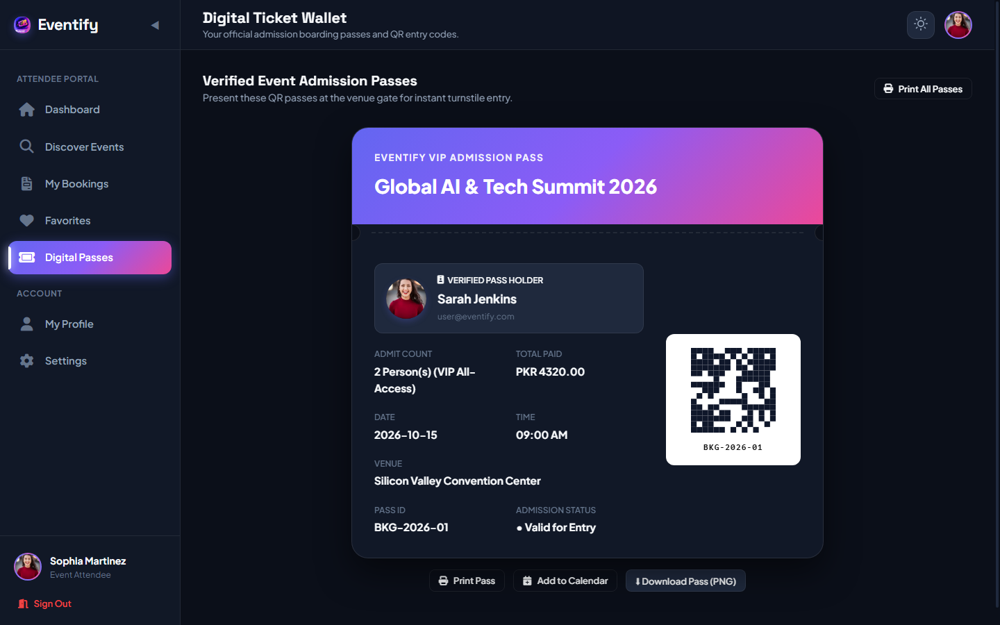 Eventify
◀
Digital Ticket Wallet
Your official admission boarding passes and QR entry codes.
ATTENDEE PORTAL
Dashboard
Discover Events
My Bookings
Favorites
Digital Passes
ACCOUNT
My Profile
Settings
Sophia Martinez
Event Attendee
Sign Out
Verified Event Admission Passes
Present these QR passes at the venue gate for instant turnstile entry.
Print All Passes
EVENTIFY VIP ADMISSION PASS
Global AI & Tech Summit 2026
VERIFIED PASS HOLDER
Sarah Jenkins
user@eventify.com
ADMIT COUNT
2 Person(s) (VIP All-
Access)
TOTAL PAID
PKR 4320.00
DATE
2026-10-15
TIME
09:00 AM
VENUE
Silicon Valley Convention Center
PASS ID
BKG-2026-01
ADMISSION STATUS
● Valid for Entry
BKG-2026-01
Print Pass
Add to Calendar
⬇ Download Pass (PNG)